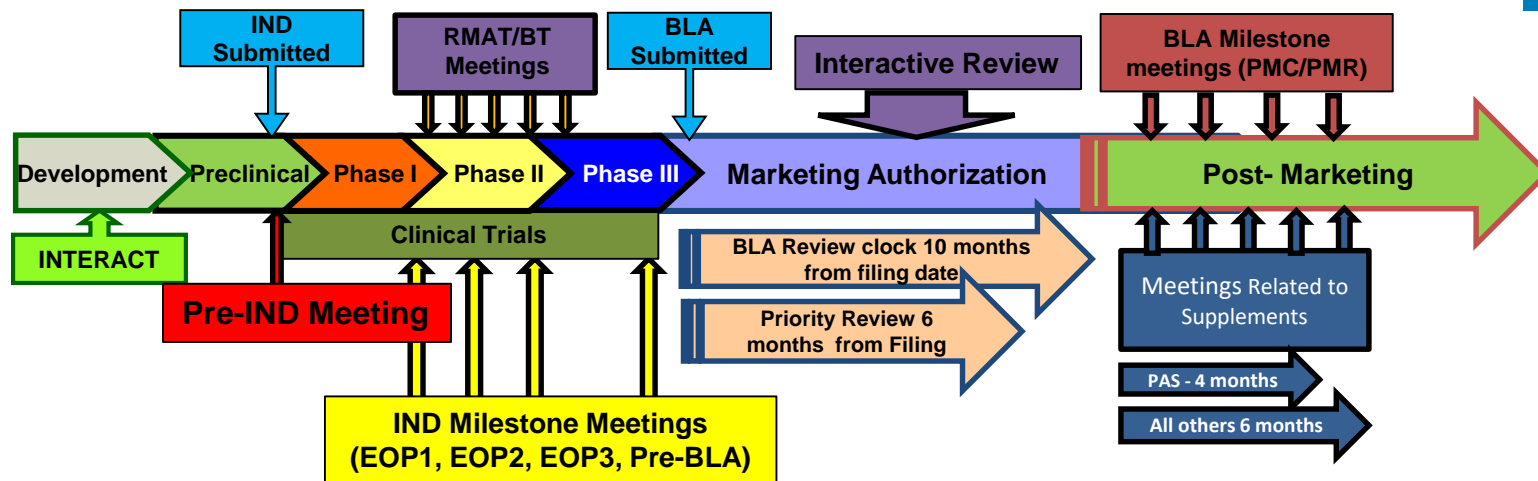 IND
Submitted
RMAT/BT
Meetings
BLA
Submitted
Interactive Review
BLA Milestone
meetings (PMC/PMR)
Development
Preclinical
Phase I
Phase II
Phase III
Marketing Authorization
Post- Marketing
INTERACT
Clinical Trials
Pre-IND Meeting
BLA Review clock 10 months
from filing date
Priority Review 6
months from Filing
Meetings Related to
Supplements
PAS - 4 months
All others 6 months
IND Milestone Meetings
(EOP1, EOP2, EOP3, Pre-BLA)